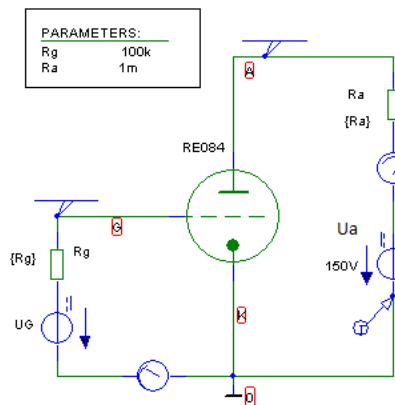 PARAMETERS:
Rg 100k
Ra 1m
A
RE084
Ra
{Ra}
G
{Rg}
Rg
Ua
150V
UG
K
0